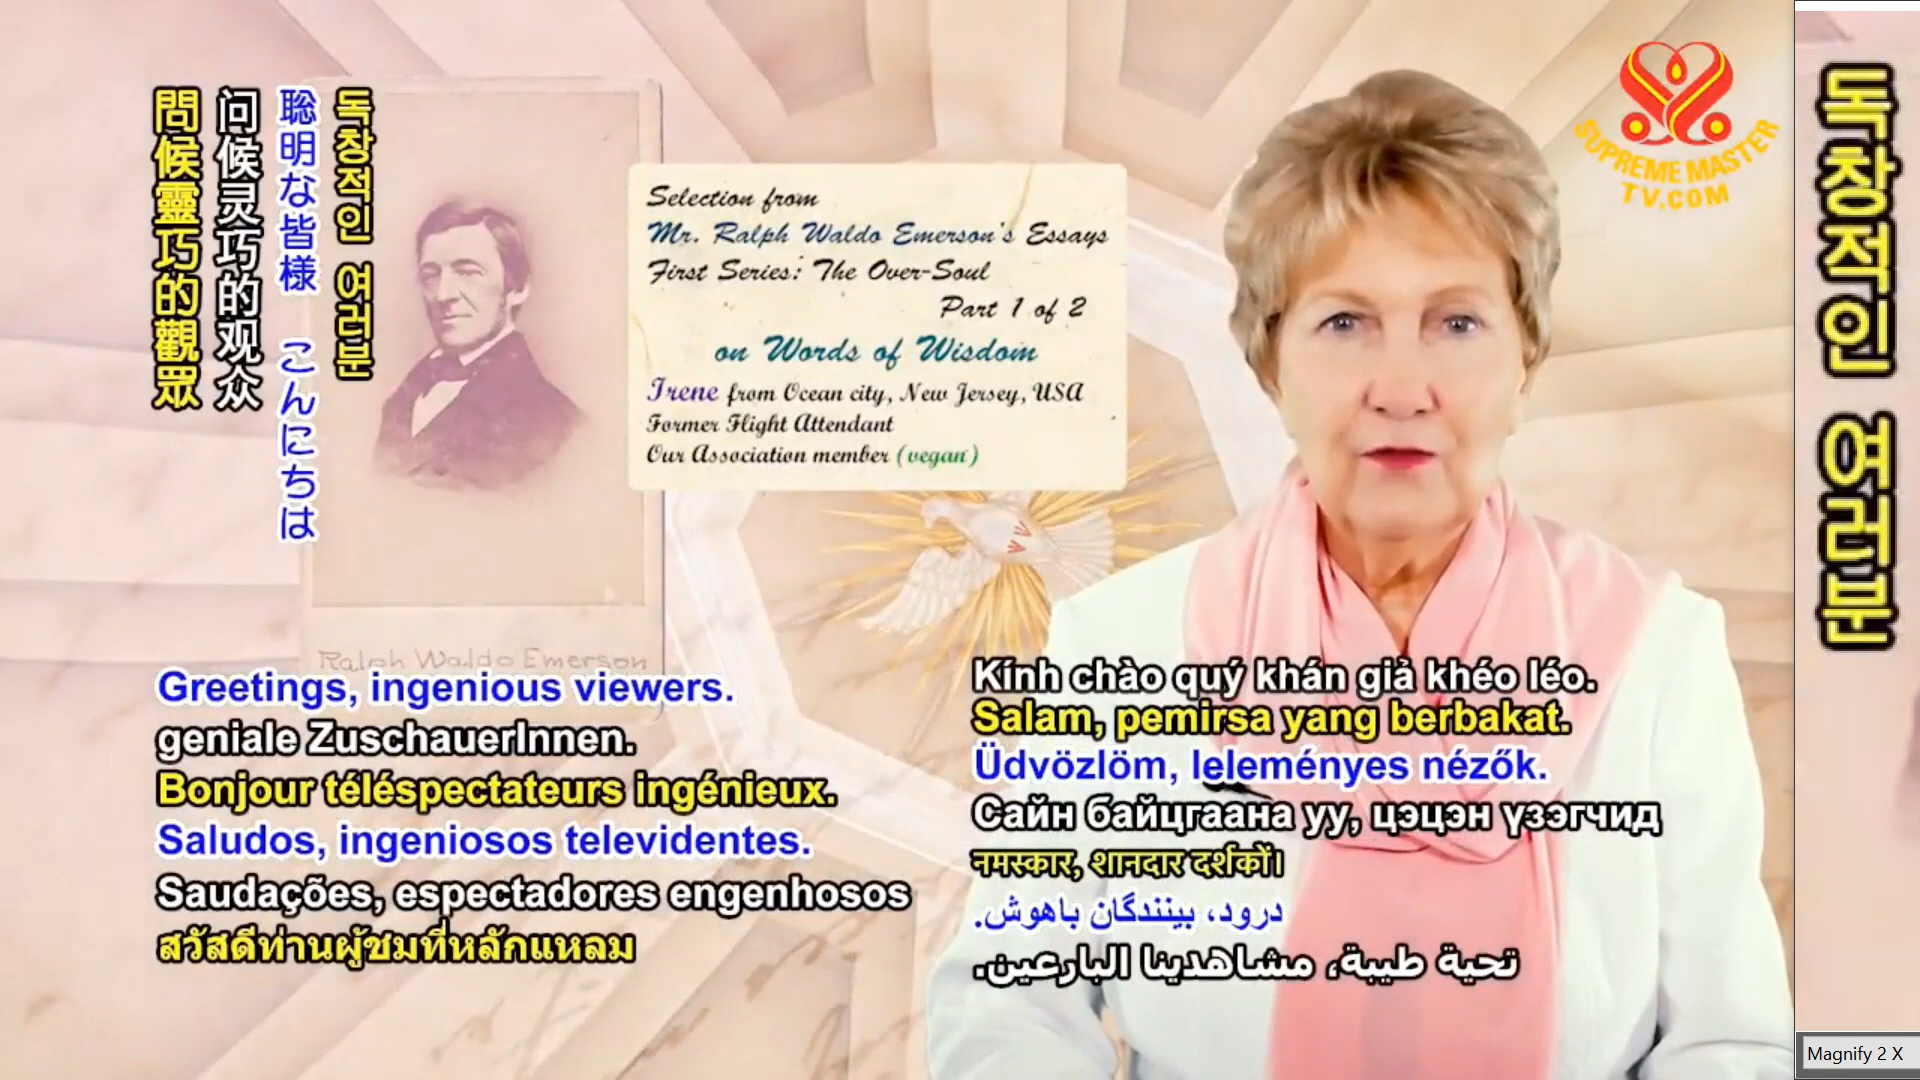 問候靈巧的觀眾
问候灵巧的观众
聡明な皆様 こんにちは
독창적인 여러분
Selection from
Mr. Ralph Waldo Emerson's Essays
First Series: The Over-Soul
Part 1 of 2
on Words of Wisdom
Irene from Ocean city, New Jersey, USA
Former Flight Attendant
Our Association member (vegan)
SUPREME MASTER
TV.COM
Ralph Waldo Emerson
Greetings, ingenious viewers.
geniale ZuschauerInnen.
Bonjour téléspectateurs ingénieux.
Saludos, ingeniosos televidentes.
Saudações, espectadores engenhosos
สวัสดีท่านผู้ชมที่หลักแหลม
Kính chào quý khán giả khéo léo.
Salam, pemirsa yang berbakat.
Üdvözlöm, leleményes nézők.
Сайн байцгаана уу, цэцэн үзэгчид
नमस्कार, शानदार दर्शकों।
درود، بینندگان باهوش.
تحية طيبة، مشاهدينا البارعين.
독창적인 여러분
Magnify 2 X